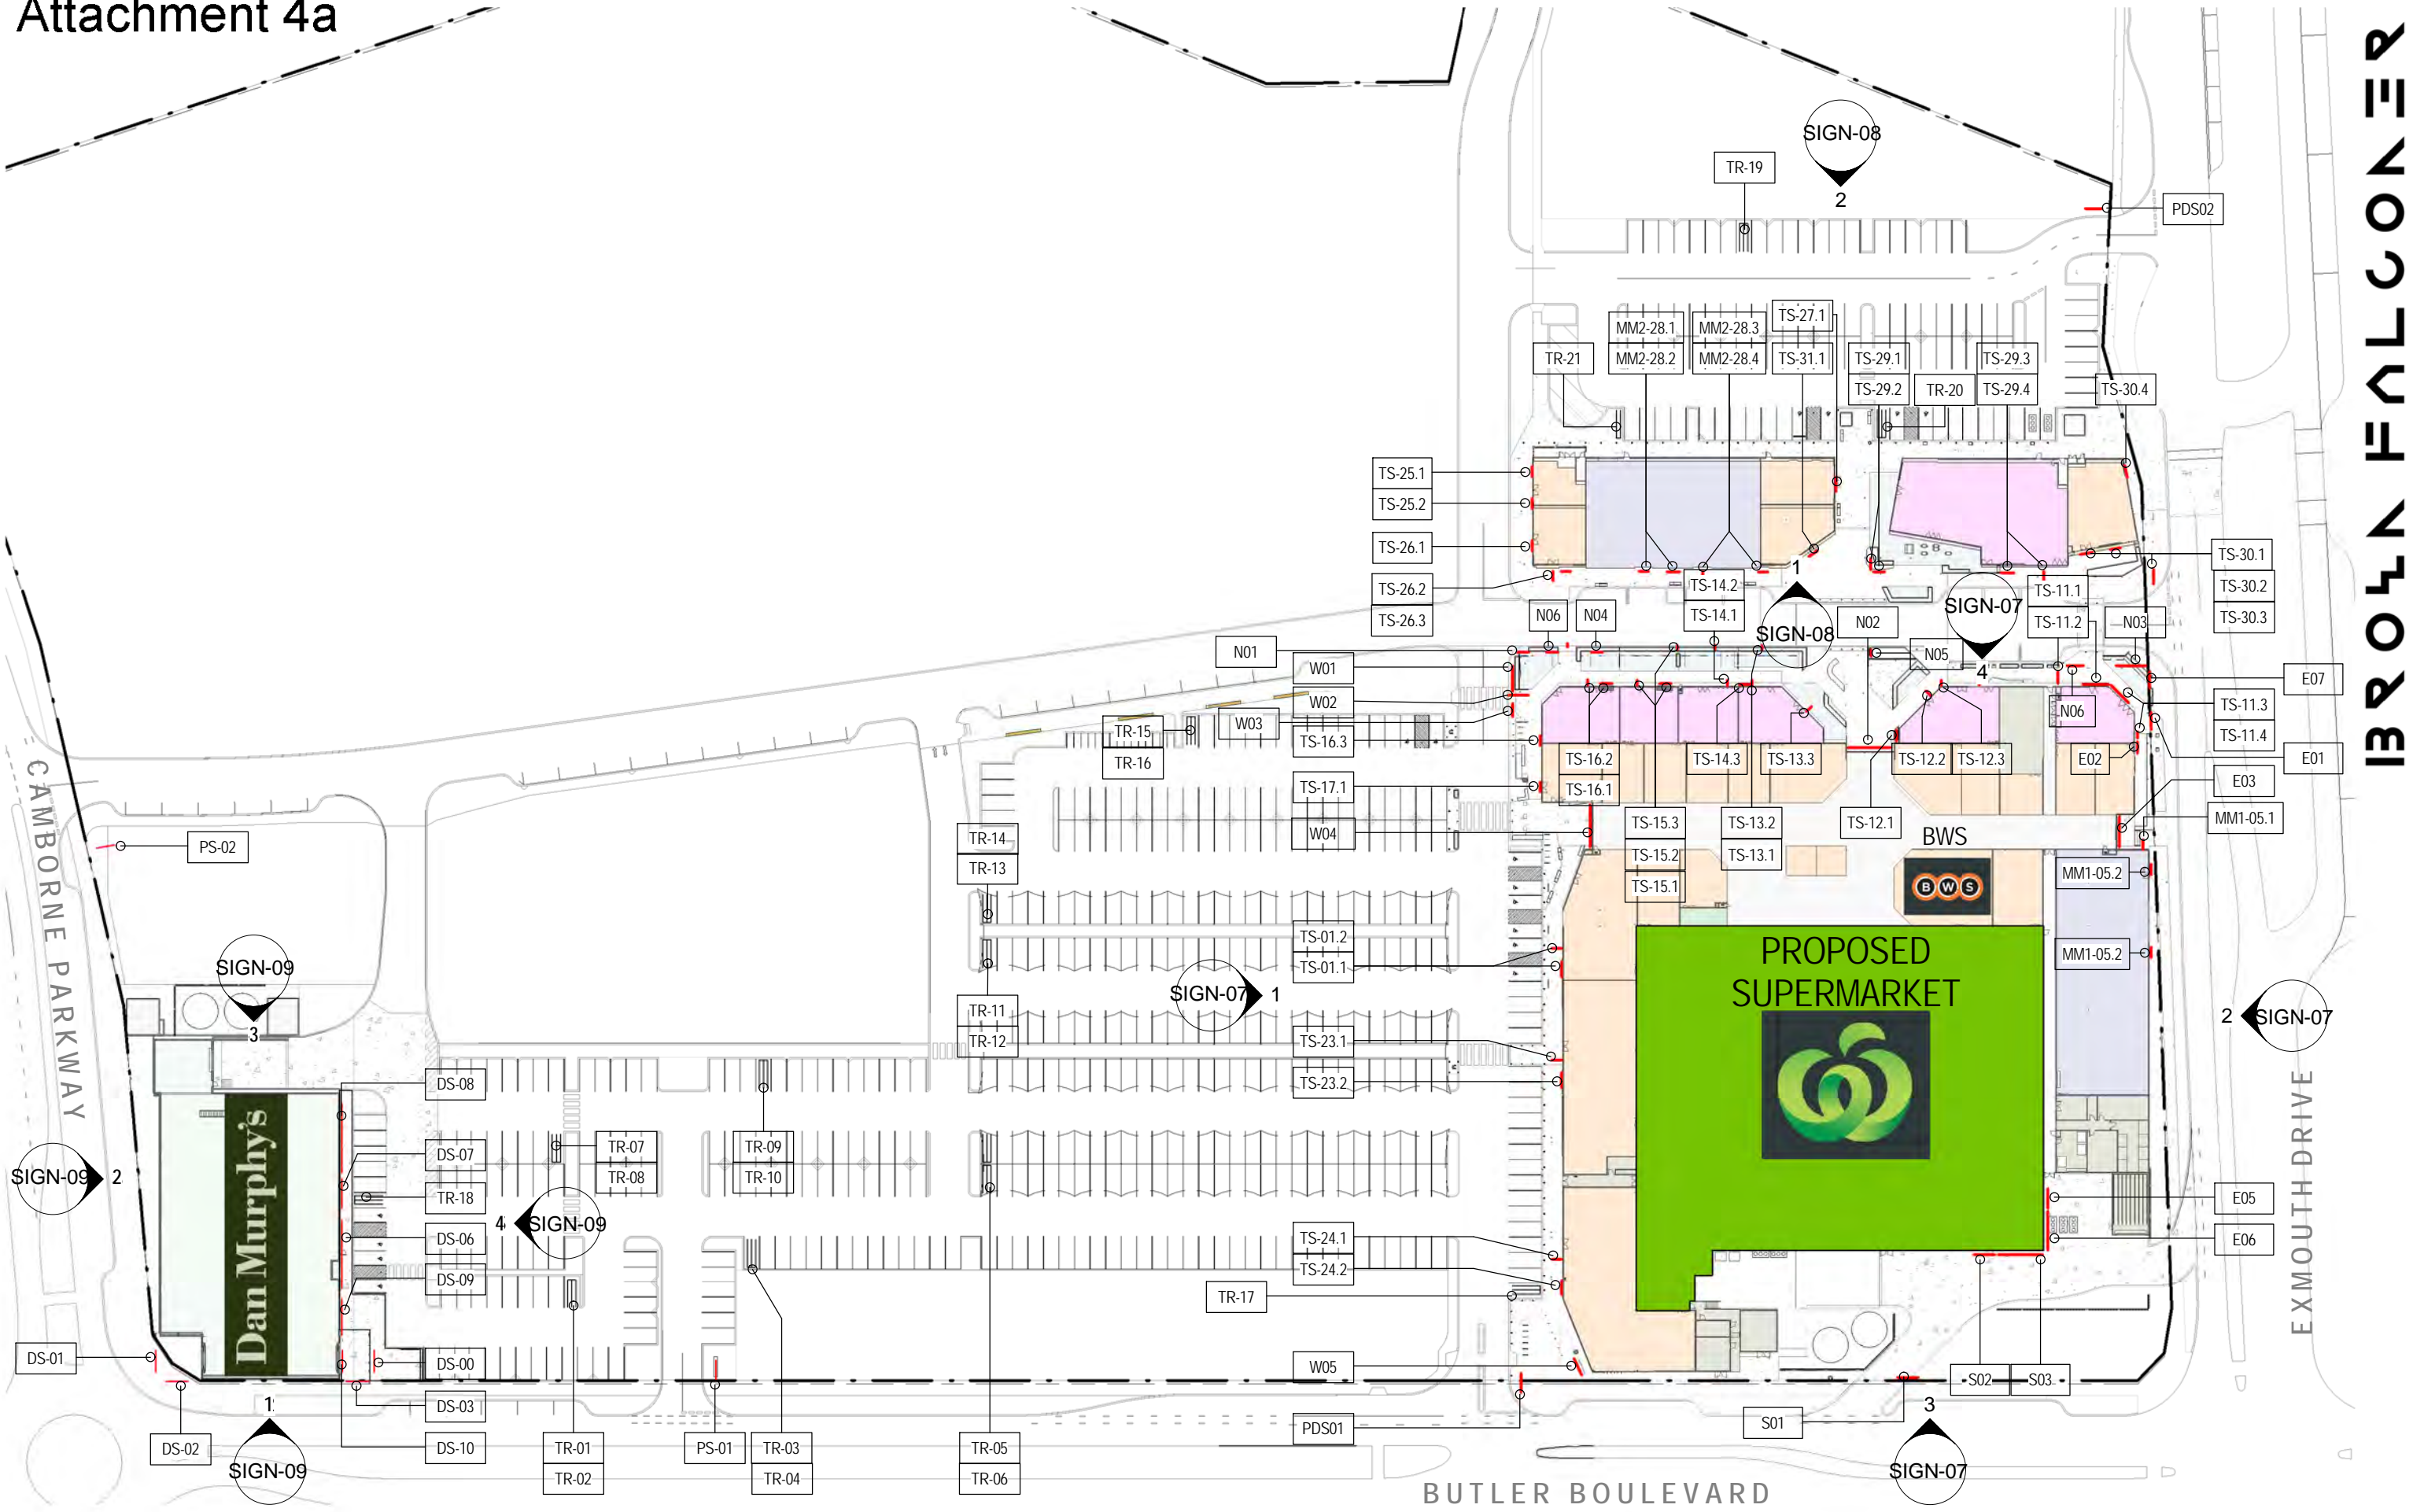 Attachment 4a
SIGN-08
2
TR-19
PDS02
TS-27.1
MM2-28.1
MM2-28.3
TR-21
MM2-28.2
MM2-28.4
TS-31.1
TS-29.1
TS-29.3
TS-29.2
TR-20
TS-29.4
TS-30.4
TS-25.1
TS-25.2
TS-26.1
TS-26.2
TS-26.3
TS-30.1
TS-30.2
TS-30.3
1
SIGN-08
TS-14.2
TS-14.1
N06
N04
N02
N05
SIGN-07
4
TS-11.1
TS-11.2
N03
N01
W01
W02
W03
TS-16.3
TS-17.1
W04
E07
TS-11.3
TS-11.4
E01
E03
MM1-05.1
N06
E02
TR-15
TR-16
TS-16.2
TS-16.1
TS-14.3
TS-13.3
TS-12.2
TS-12.3
TS-15.3
TS-15.2
TS-15.1
TS-13.2
TS-13.1
TS-12.1
BWS
BWS
MM1-05.2
MM1-05.2
CAMBORNE PARKWAY
PS-02
TR-14
TR-13
TS-01.2
TS-01.1
SIGN-07
1
TR-11
TR-12
TS-23.1
TS-23.2
PROPOSED
SUPERMARKET
2
SIGN-07
SIGN-09
3
DS-08
DS-07
TR-18
DS-06
DS-09
DS-00
DS-03
DS-10
Dan Murphy's
SIGN-09
2
TR-07
TR-08
TR-09
TR-10
4
SIGN-09
TS-24.1
TS-24.2
TR-17
E05
E06
EXMOUTH DRIVE
DS-01
DS-02
1
SIGN-09
TR-01
TR-02
PS-01
TR-03
TR-04
TR-05
TR-06
W05
PDS01
S01
S02
S03
3
SIGN-07
BUTLER BOULEVARD